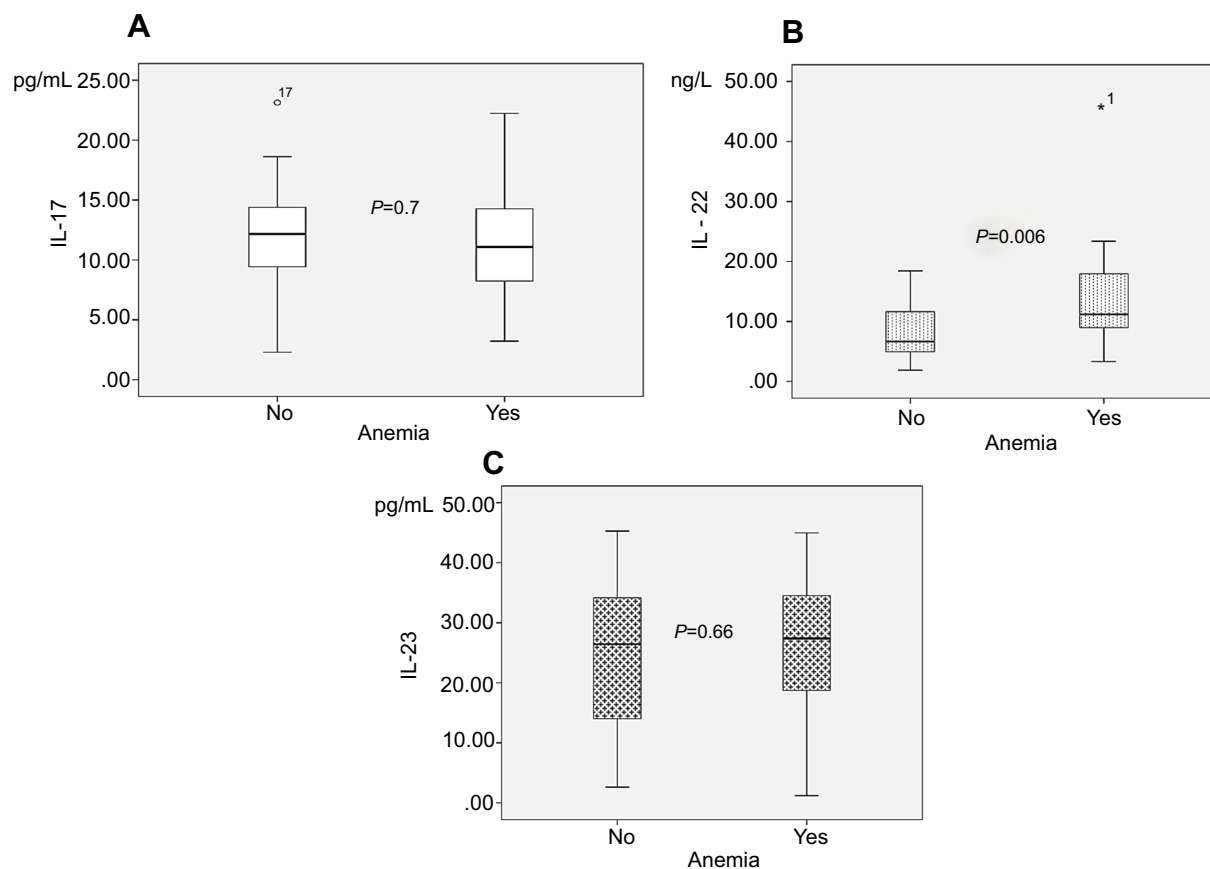 A
pg/mL 25.00
17
20.00
15.00
P=0.7
IL-17
10.00
5.00
.00
No Yes
Anemia
B
ng/L 50.00
*1
40.00
30.00
IL - 22
P=0.006
20.00
10.00
.00
No Yes
Anemia
C
pg/mL 50.00
40.00
30.00
P=0.66
IL-23
20.00
10.00
.00
No Yes
Anemia